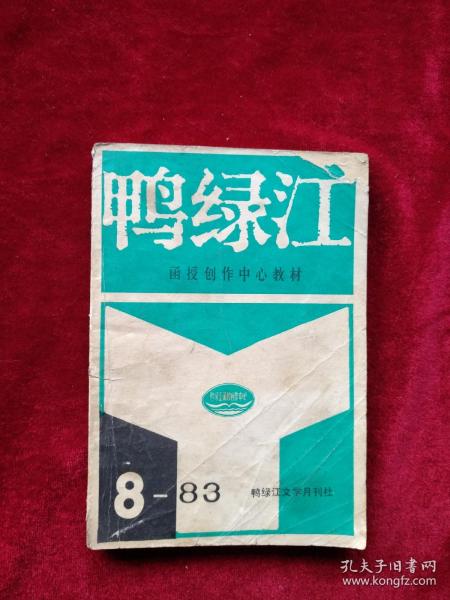 鸭绿江
函授创作中心教材
8-83
鸭绿江文学月刊社
孔夫子旧书网
www.kongfz.com